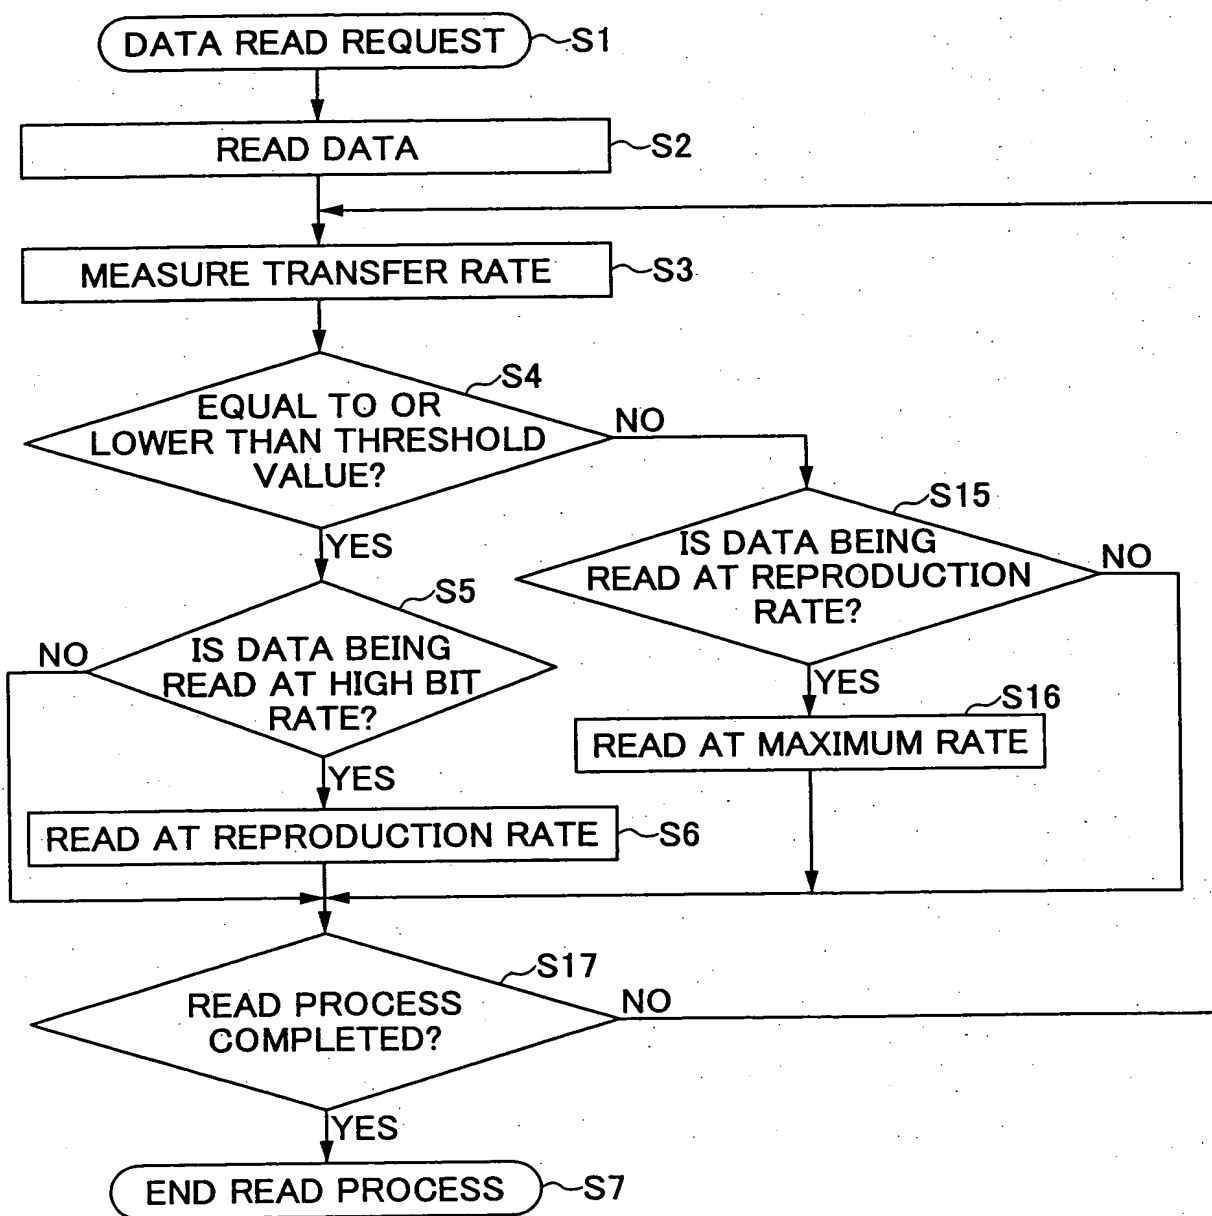 DATA READ REQUEST
S1
READ DATA
S2
MEASURE TRANSFER RATE
S3
S4
EQUAL TO OR
LOWER THAN THRESHOLD
VALUE?
NO
YES
S15
IS DATA BEING
READ AT REPRODUCTION
RATE?
NO
YES
S5
IS DATA BEING
READ AT HIGH BIT
RATE?
NO
YES
S16
READ AT MAXIMUM RATE
READ AT REPRODUCTION RATE
S6
S17
READ PROCESS
COMPLETED?
NO
YES
END READ PROCESS
S7